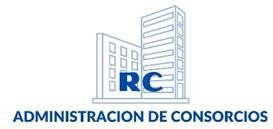 RC
ADMINISTRACION DE CONSORCIOS